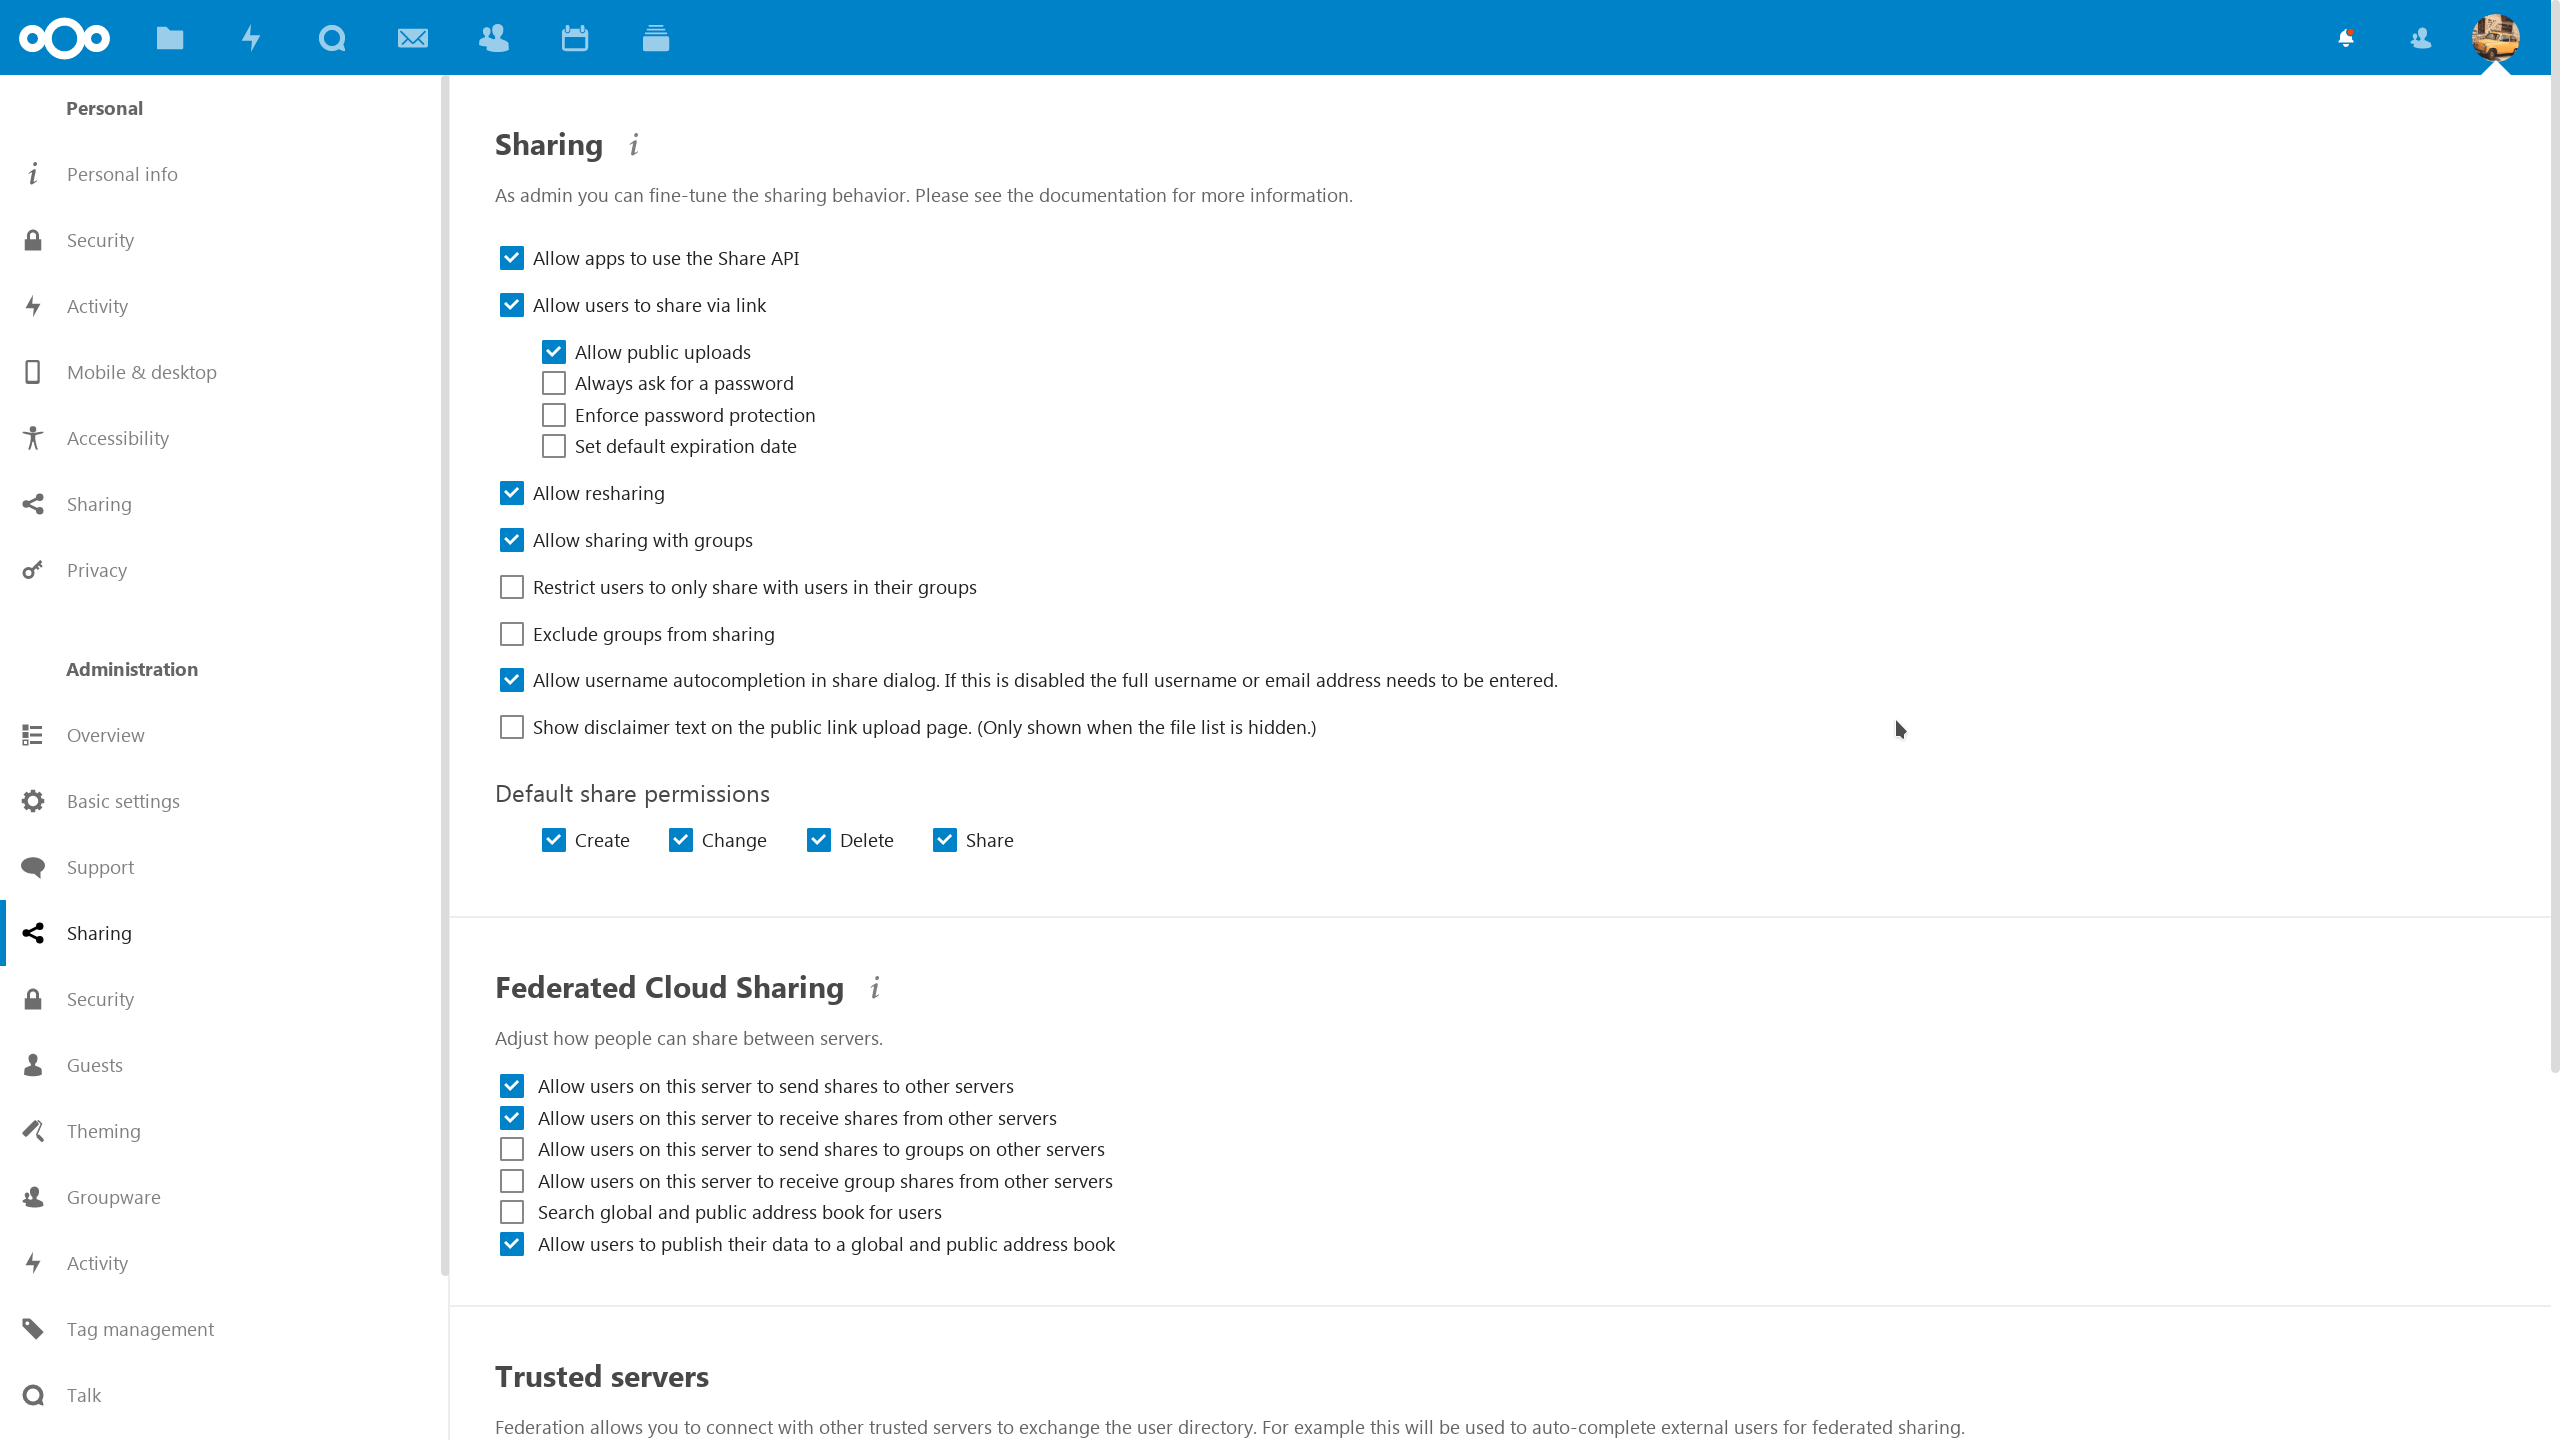 Personal
Personal info
Security
Activity
Mobile & desktop
Accessibility
Sharing
Privacy
Administration
Overview
Basic settings
Support
Sharing
Security
Guests
Theming
Groupware
Activity
Tag management
Talk
Sharing i
As admin you can fine-tune the sharing behavior. Please see the documentation for more information.
Allow apps to use the Share API
Allow users to share via link
Allow public uploads
Always ask for a password
Enforce password protection
Set default expiration date
Allow resharing
Allow sharing with groups
Restrict users to only share with users in their groups
Exclude groups from sharing
Allow username autocompletion in share dialog. If this is disabled the full username or email address needs to be entered.
Show disclaimer text on the public link upload page. (Only shown when the file list is hidden.)
Default share permissions
Create Change Delete Share
Federated Cloud Sharing i
Adjust how people can share between servers.
Allow users on this server to send shares to other servers
Allow users on this server to receive shares from other servers
Allow users on this server to send shares to groups on other servers
Allow users on this server to receive group shares from other servers
Search global and public address book for users
Allow users to publish their data to a global and public address book
Trusted servers
Federation allows you to connect with other trusted servers to exchange the user directory. For example this will be used to auto-complete external users for federated sharing.